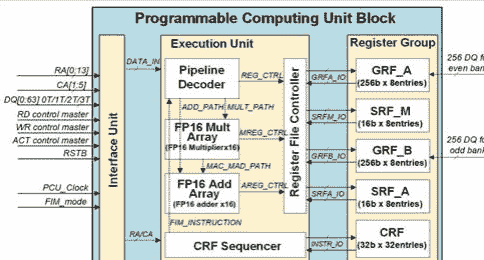 Programmable Computing Unit Block
Execution Unit
Register Group
DATA_IN
Pipeline
Decoder
REG_CTRL
GRFA_IO
GRF_A
(256b x 8entries)
256 DQ f
even ban
RA[0:13]
CA[1:5]
DQ[0:63] 0T/1T/2T/3T
RD control master
WR control master
ACT control master
RSTB
PCU_Clock
FIM_mode
Interface Unit
ADD_PATH
MULT_PATH
SRFM_IO
SRF_M
(16b x 8entries)
FP16 Mult
Array
(FP16 Multiplierx16)
MREG_CTRL
Register File Controller
GRFB_IO
GRF_B
(256b x 8entries)
256 DQ f
odd bank
MAC_MAD_PATH
FP16 Add
Array
(FP16 adder x16)
AREG_CTRL
SRFA_IO
SRF_A
(16b x 8entries)
FIM_INSTRUCTION
RA/CA
CRF Sequencer
INSTR_IO
CRF
(32b x 32entries)